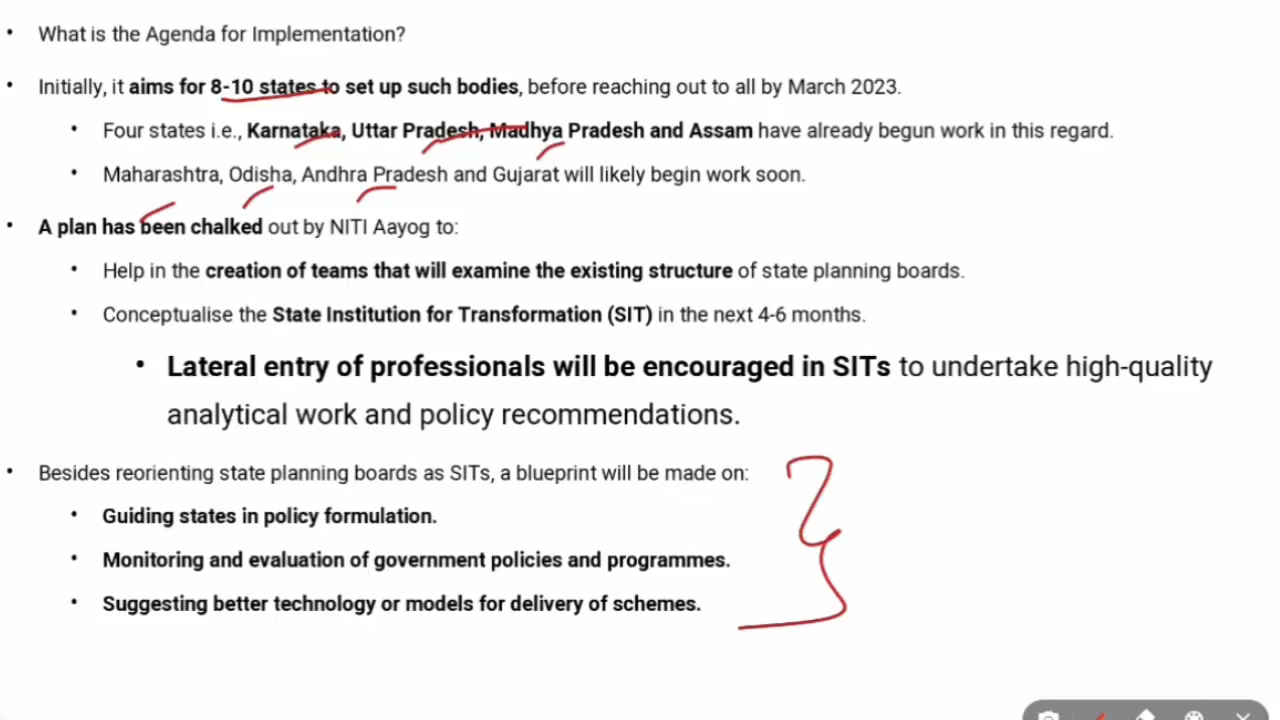 • What is the Agenda for Implementation?
• Initially, it aims for 8-10 states to set up such bodies, before reaching out to all by March 2023.
• Four states i.e., Karnataka, Uttar Pradesh, Madhya Pradesh and Assam have already begun work in this regard.
• Maharashtra, Odisha, Andhra Pradesh and Gujarat will likely begin work soon.
• A plan has been chalked out by NITI Aayog to:
• Help in the creation of teams that will examine the existing structure of state planning boards.
• Conceptualise the State Institution for Transformation (SIT) in the next 4-6 months.
• Lateral entry of professionals will be encouraged in SITs to undertake high-quality
analytical work and policy recommendations.
• Besides reorienting state planning boards as SITs, a blueprint will be made on:
• Guiding states in policy formulation.
• Monitoring and evaluation of government policies and programmes.
• Suggesting better technology or models for delivery of schemes.